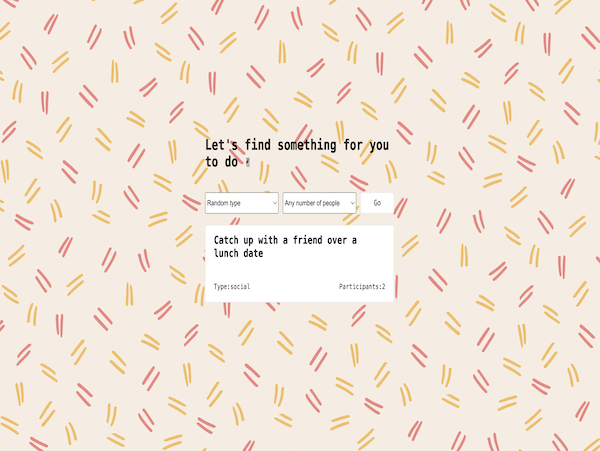 Let's find something for you
to do
Random type
Any number of people
Go
Catch up with a friend over a
lunch date
Type:social
Participants:2